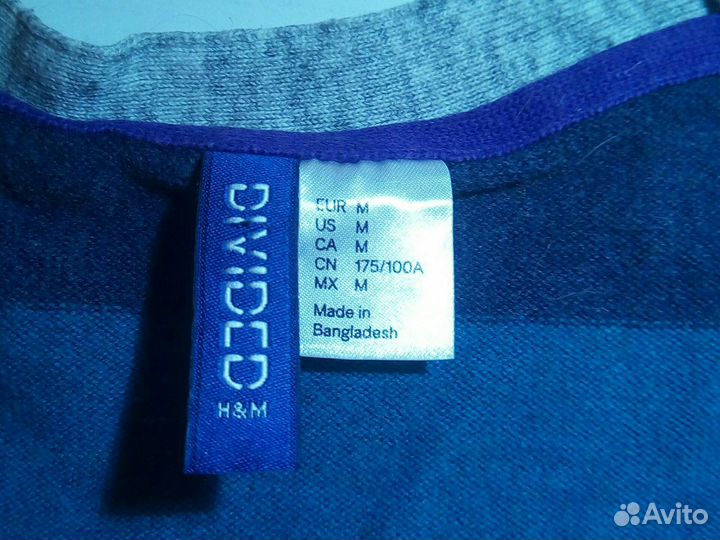 DIVIDED
H&M
EUR M
US M
CA M
CN 175/100A
MX M
Made in
Bangladesh
Avito